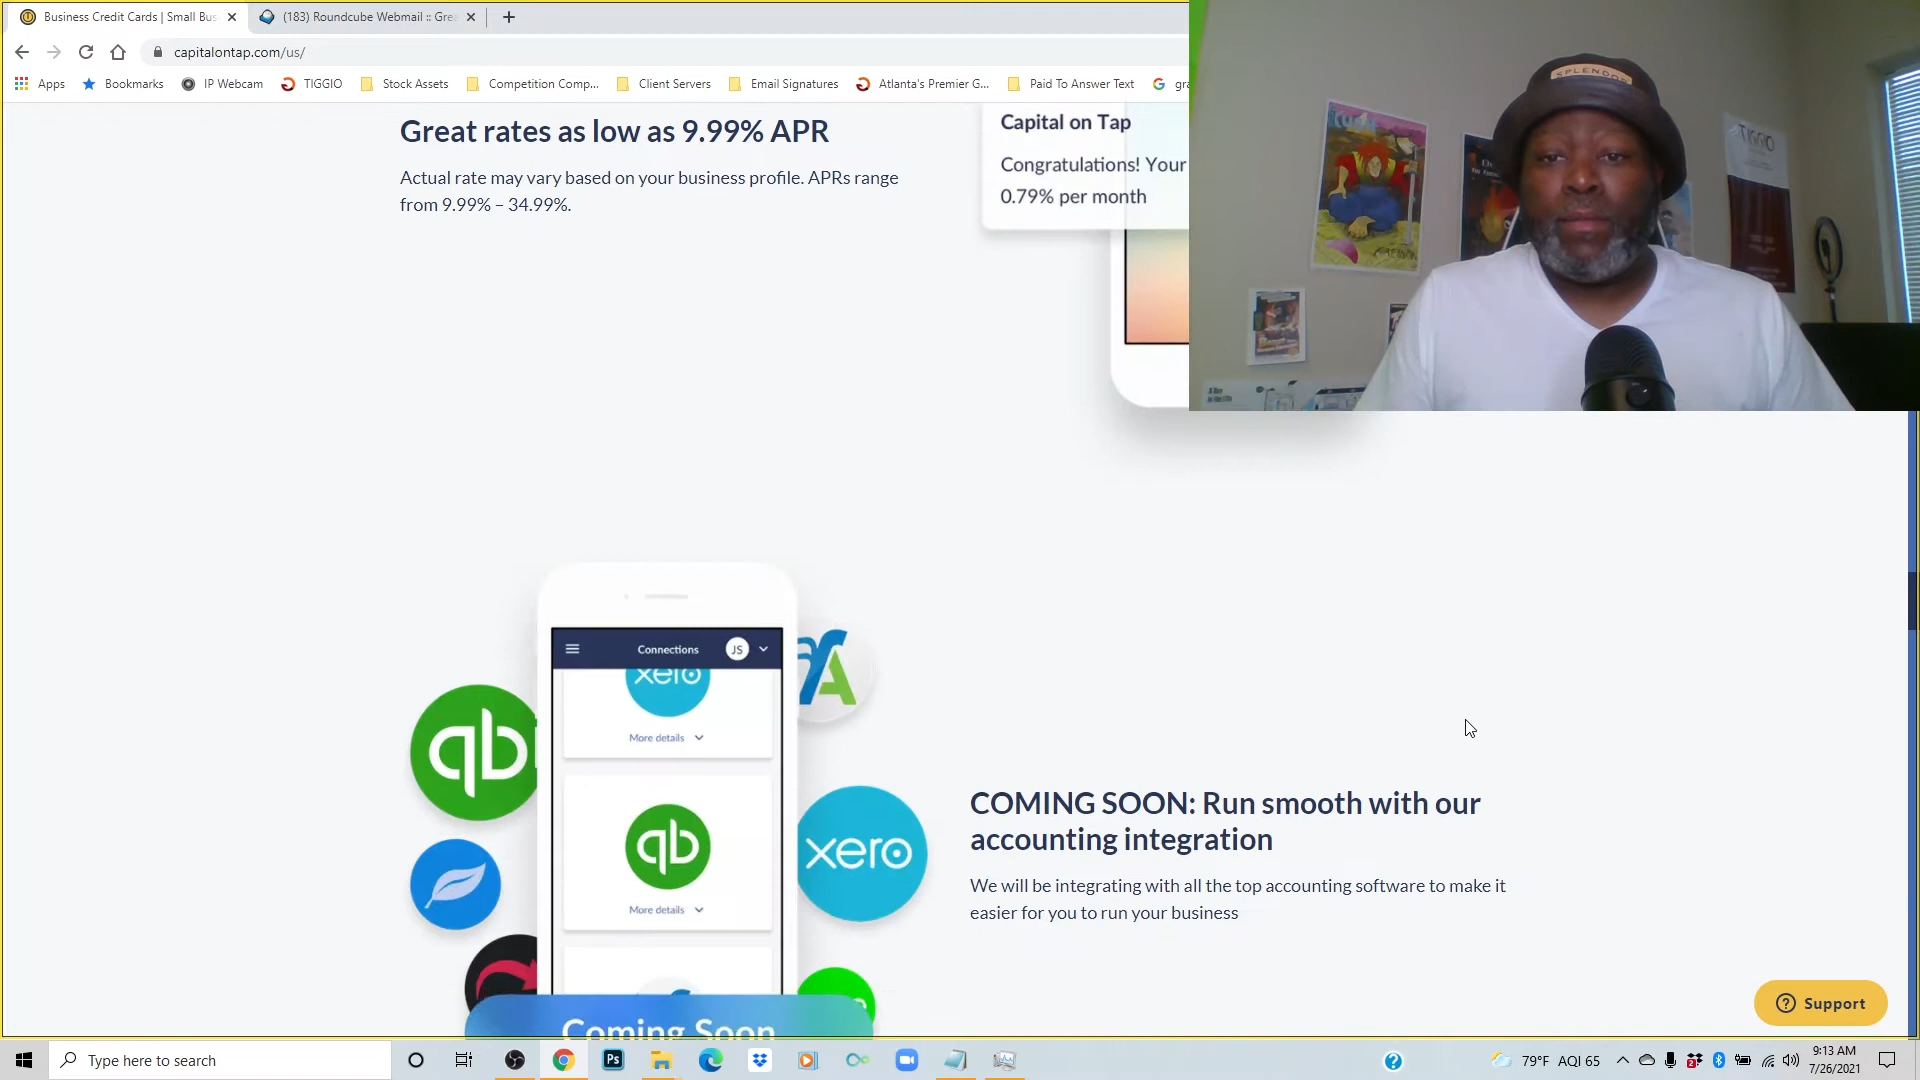 Business Credit Cards | Small Bus
(183) Roundcube Webmail :: Grea
capitalontap.com/us/
Apps
Bookmarks
IP Webcam
TIGGIO
Stock Assets
Competition Comp...
Client Servers
Email Signatures
Atlanta's Premier G...
Paid To Answer Text
gra
SPLENDOR
TIGGIO
Great rates as low as 9.99% APR
Actual rate may vary based on your business profile. APRs range
from 9.99% – 34.99%.
Capital on Tap
Congratulations! Your
0.79% per month
Connections
JS
xero
More details
qb
More details
qb
xero
COMING SOON: Run smooth with our
accounting integration
We will be integrating with all the top accounting software to make it
easier for you to run your business
Coming Soon
Support
Type here to search
Ps
79°F AQI 65
9:13 AM
7/26/2021